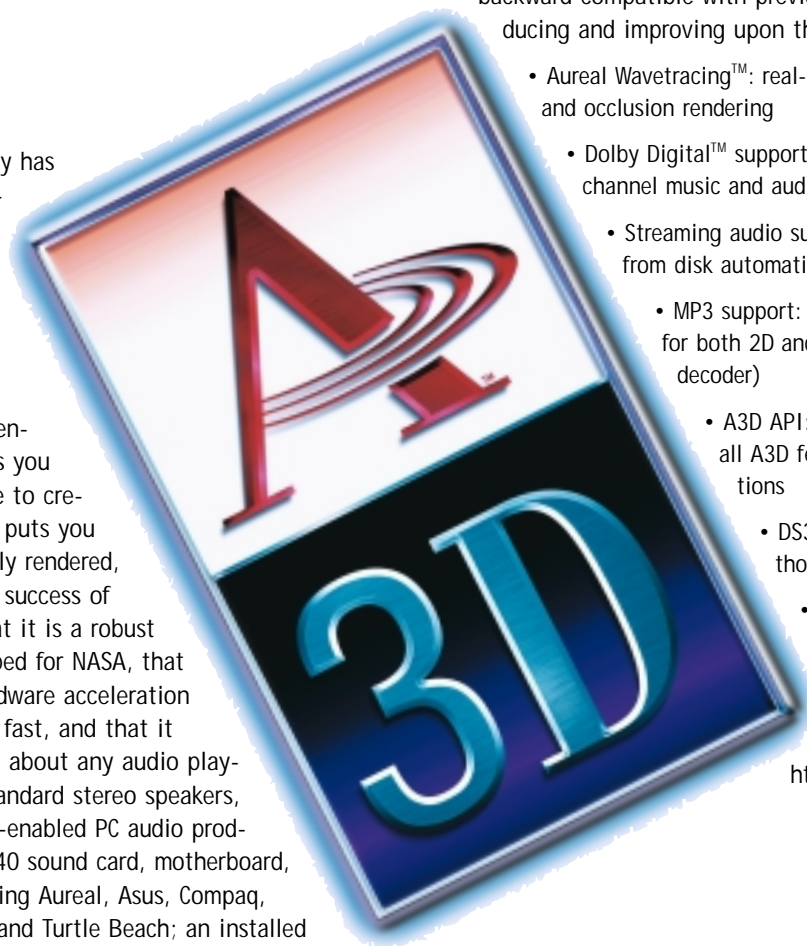 y has
en-
s you
e to cre-
puts you
ly rendered,
success of
at it is a robust
ped for NASA, that
dware acceleration
fast, and that it
about any audio play-
andard stereo speakers,
-enabled PC audio prod-
40 sound card, motherboard,
ing Aureal, Asus, Compaq,
and Turtle Beach; an installed
A
TM
3D
backward compatible with previ
ducing and improving upon th
• Aureal Wavetracing™: real-
and occlusion rendering
• Dolby Digital™ support
channel music and aud
• Streaming audio su
from disk automati
• MP3 support:
for both 2D and
decoder)
• A3D API:
all A3D fe
tions
• DS3
tho
•
ht